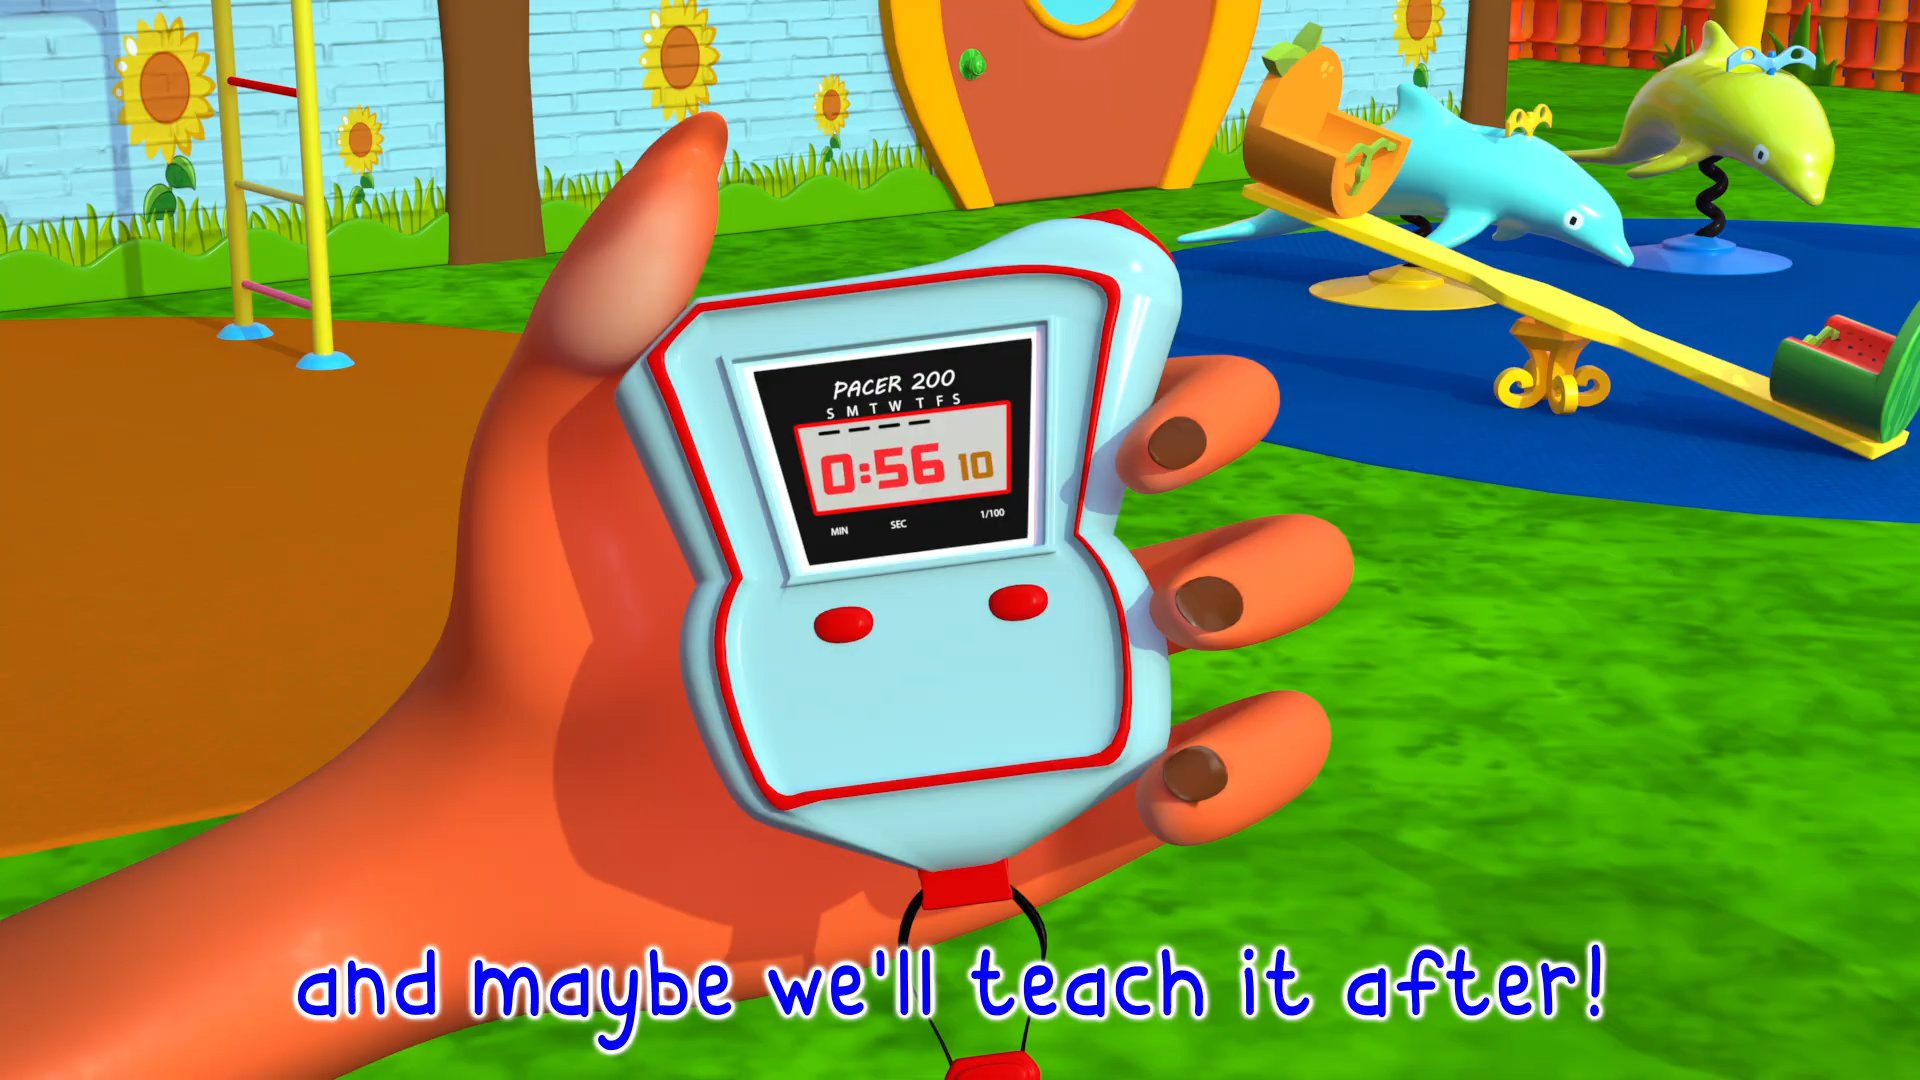 PACER 200
S M T W T F S
0:56 10
MIN SEC 1/100
and maybe we'll teach it after!